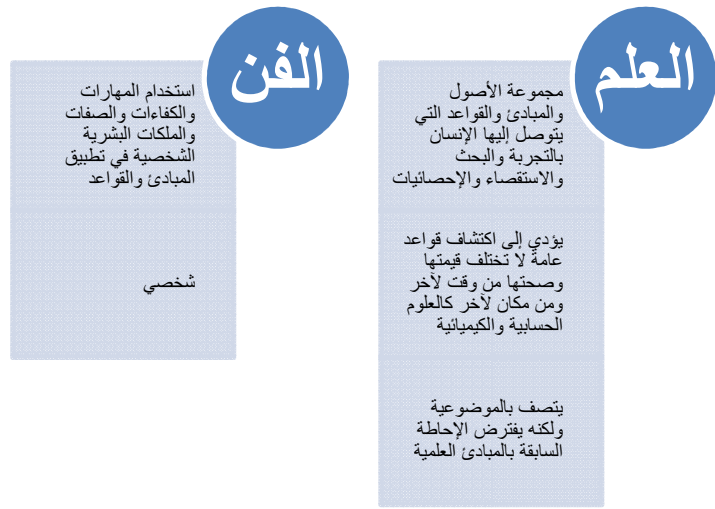 العلم
مجموعة الأصول
والمبادئ والقواعد التي
يتوصل إليها الإنسان
بالتجربة والبحث
والاستقصاء والإحصائيات
يؤدي إلى اكتشاف قواعد
عامة لا تختلف قيمتها
وصحتها من وقت لآخر
ومن مكان لآخر كالعلوم
الحسابية والكيميائية
يتصف بالموضوعية
ولكنه يفترض الإحاطة
السابقة بالمبادئ العلمية
الفن
استخدام المهارات
والكفاءات والصفات
والملكات البشرية
الشخصية في تطبيق
المبادئ والقواعد
شخصي